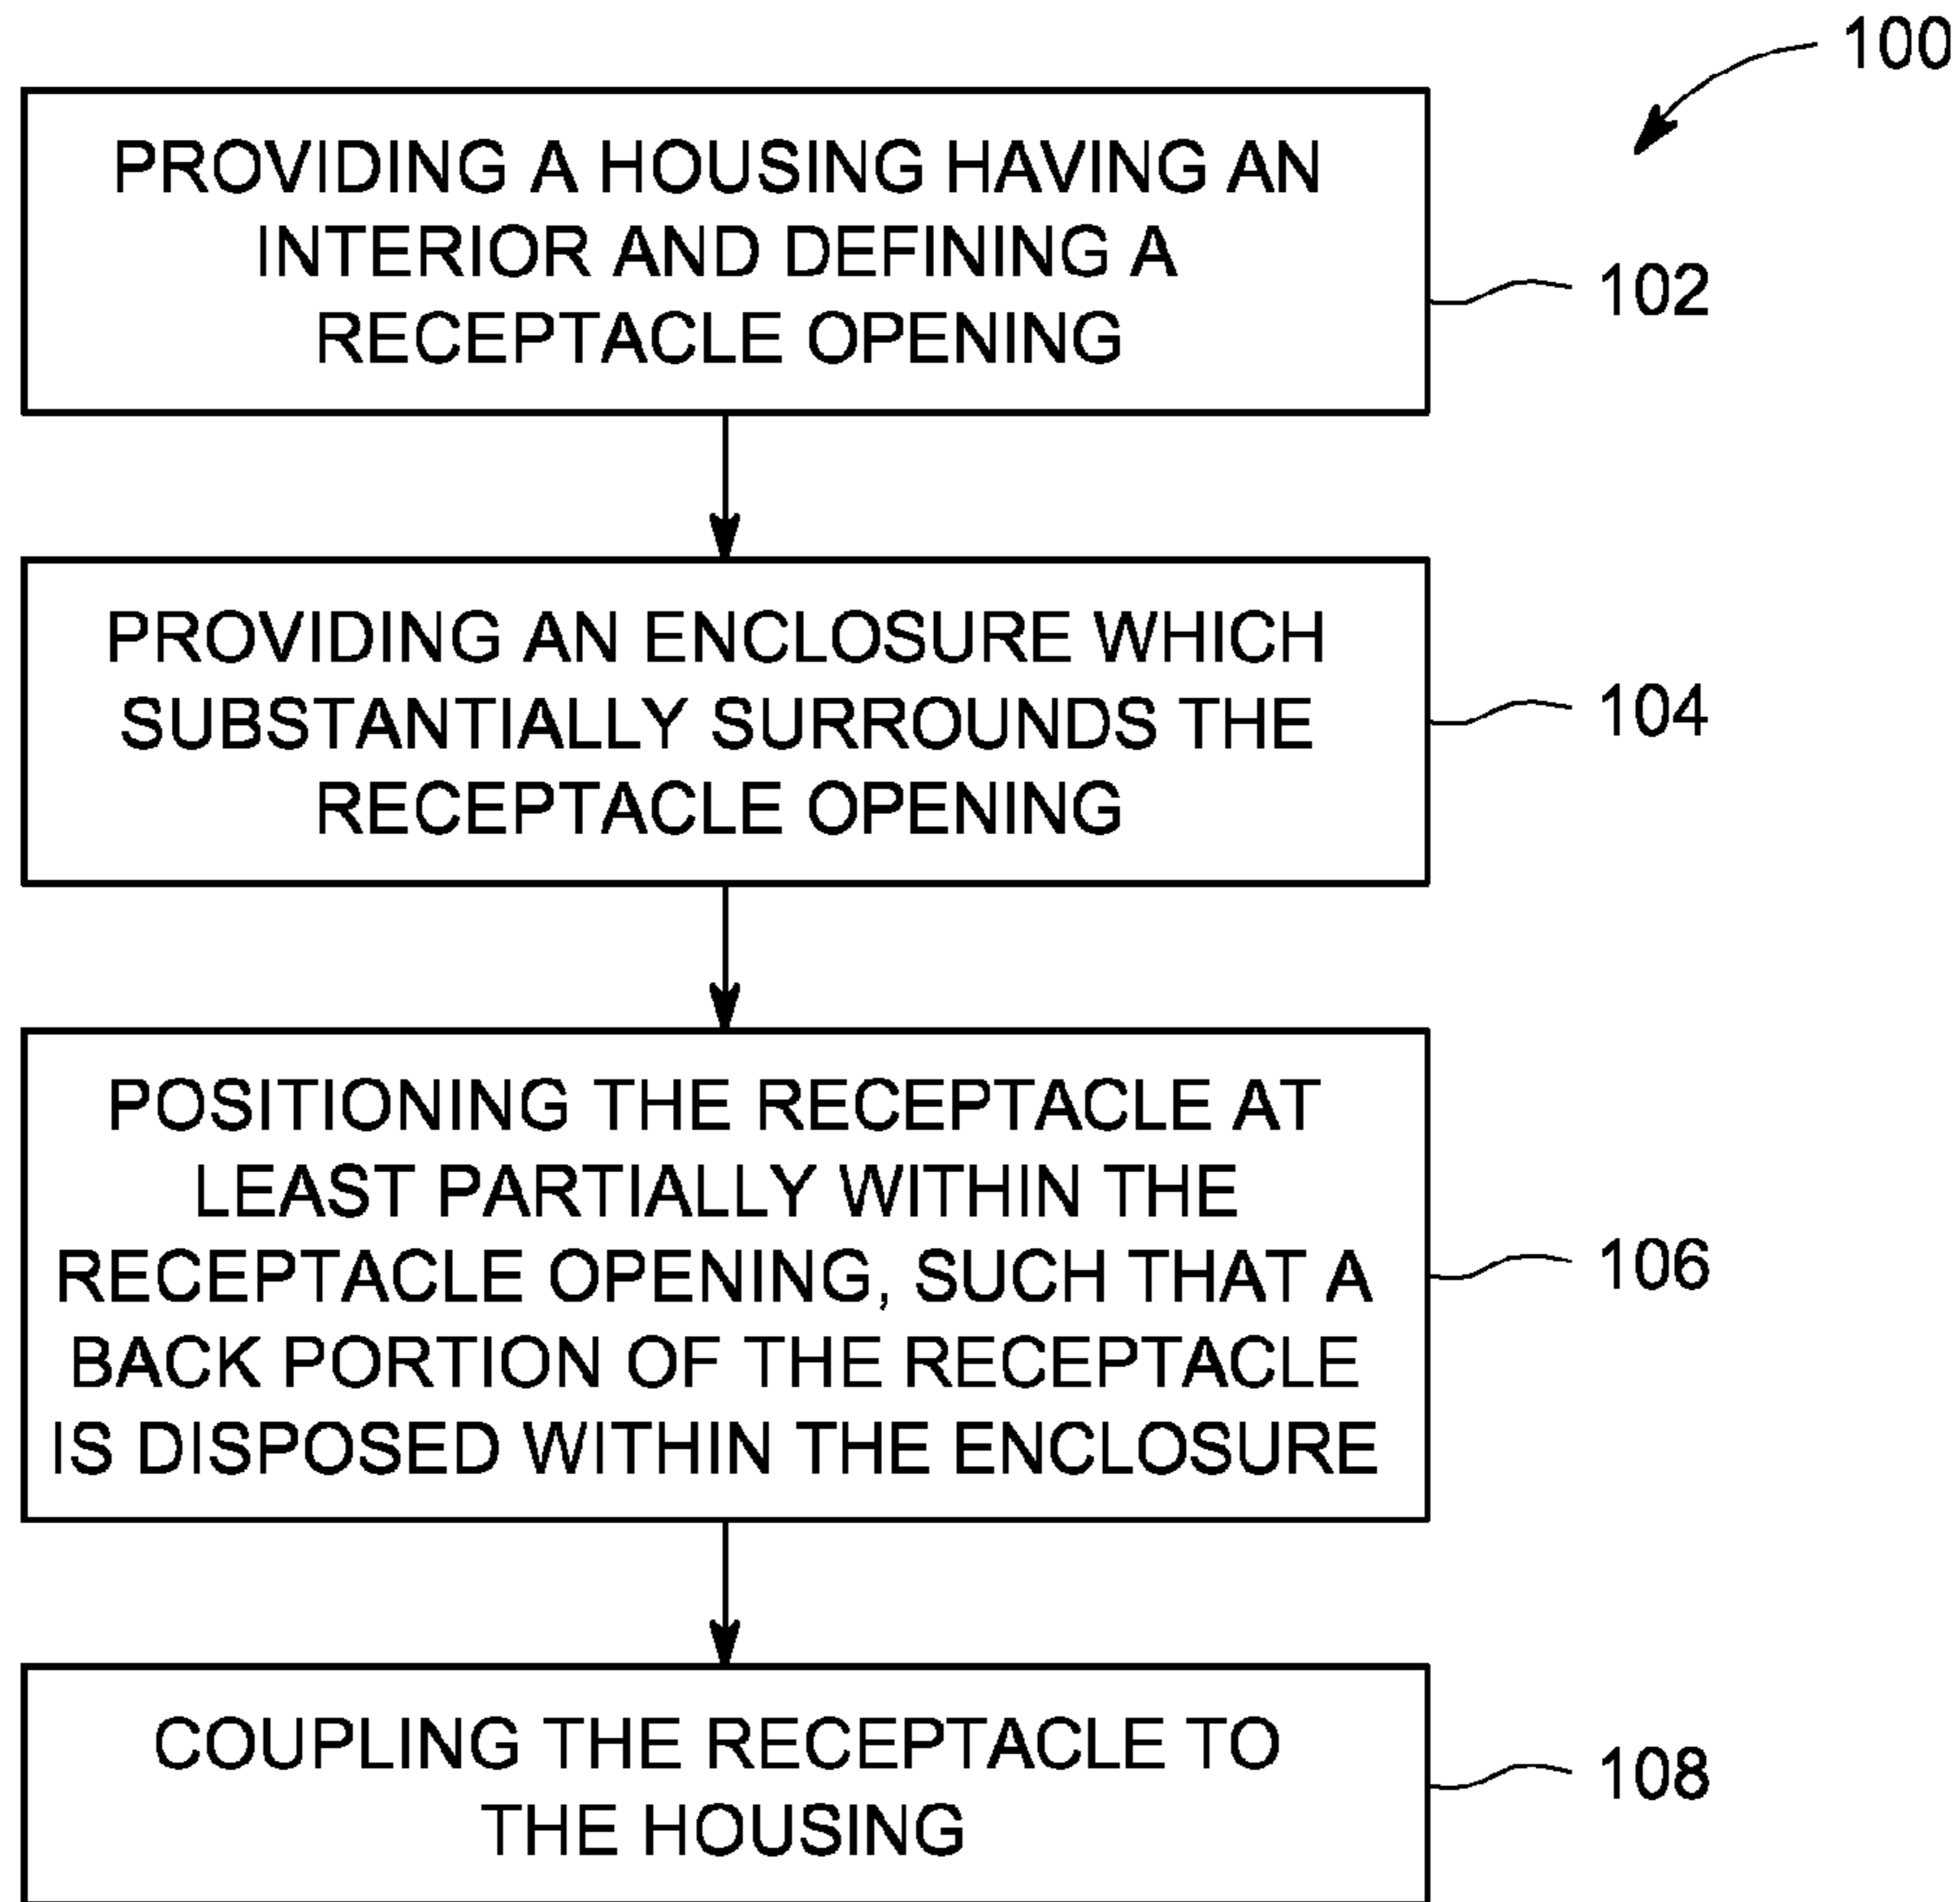 100
PROVIDING A HOUSING HAVING AN
INTERIOR AND DEFINING A
RECEPTACLE OPENING
102
PROVIDING AN ENCLOSURE WHICH
SUBSTANTIALLY SURROUNDS THE
RECEPTACLE OPENING
104
POSITIONING THE RECEPTACLE AT
LEAST PARTIALLY WITHIN THE
RECEPTACLE OPENING, SUCH THAT A
BACK PORTION OF THE RECEPTACLE
IS DISPOSED WITHIN THE ENCLOSURE
106
COUPLING THE RECEPTACLE TO
THE HOUSING
108